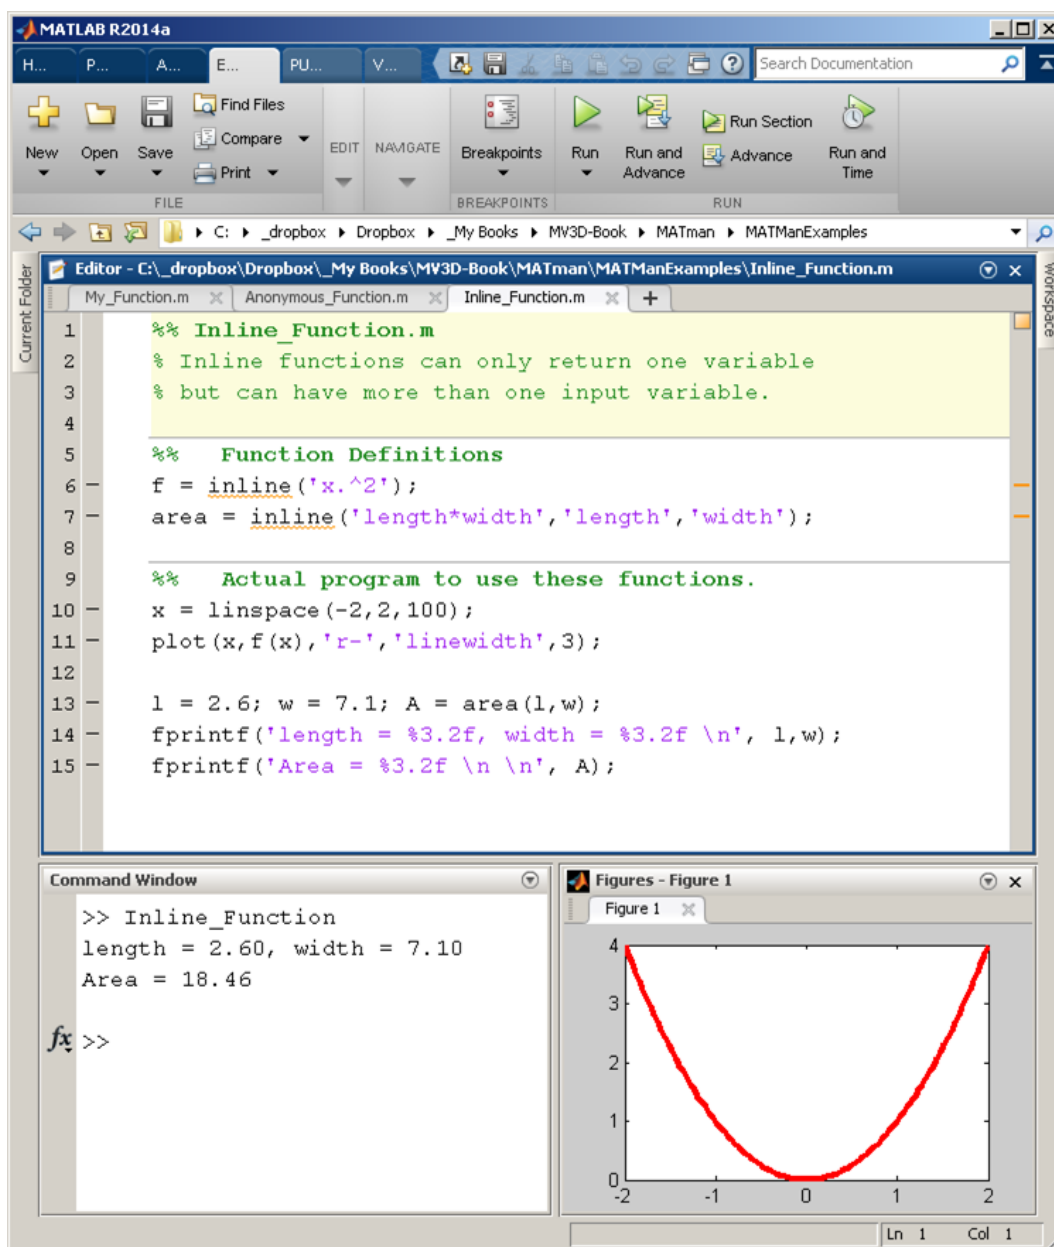 MATLAB R2014a
H... P... A... E... PU... V... Search Documentation
New Open Save Find Files Compare Print
EDIT NAVIGATE Breakpoints Run Run and Advance Run Section Advance Run and Time
FILE BREAKPOINTS RUN
C: _dropbox Dropbox _My Books MV3D-Book MATman MATManExamples
Current Folder
Workspace
Editor - C:\_dropbox\Dropbox\_My Books\MV3D-Book\MATman\MATManExamples\Inline_Function.m
My_Function.m Anonymous_Function.m Inline_Function.m +
1 %% Inline_Function.m
2 % Inline functions can only return one variable
3 % but can have more than one input variable.
4
5 %% Function Definitions
6 f = inline('x.^2');
7 area = inline('length*width','length','width');
8
9 %% Actual program to use these functions.
10 x = linspace(-2,2,100);
11 plot(x,f(x),'r-','linewidth',3);
12
13 l = 2.6; w = 7.1; A = area(l,w);
14 fprintf('length = %3.2f, width = %3.2f \n', l,w);
15 fprintf('Area = %3.2f \n \n', A);
Command Window
>> Inline_Function
length = 2.60, width = 7.10
Area = 18.46
fx >>
Figures - Figure 1
Figure 1
4
3
2
1
0
-2 -1 0 1 2
Ln 1 Col 1